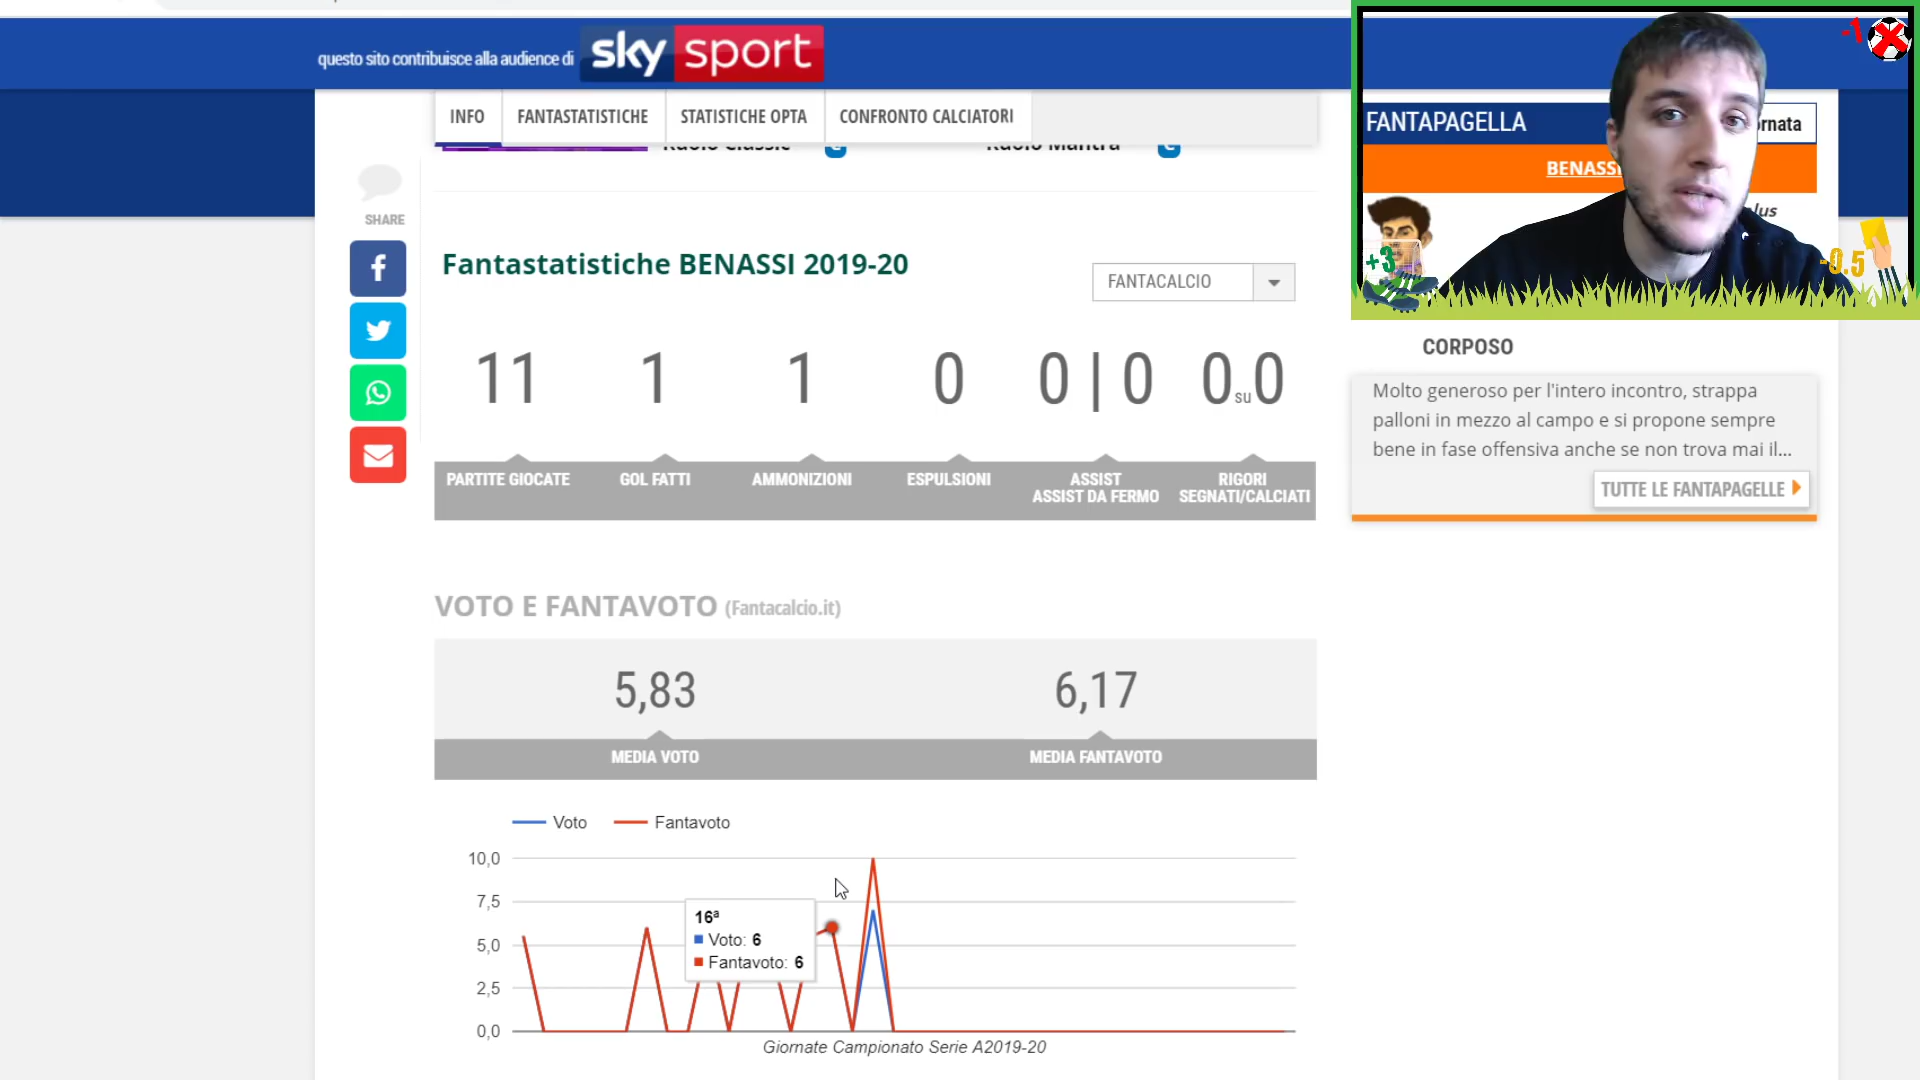 questo sito contribuisce alla audience di sky sport
INFO
FANTASTATISTICHE
STATISTICHE OPTA
CONFRONTO CALCIATORI
Ruolo Classic
C
Ruolo Mantra
C
SHARE
Fantastatistiche BENASSI 2019-20
FANTACALCIO
11
1
1
0
0 | 0
0 su 0
PARTITE GIOCATE
GOL FATTI
AMMONIZIONI
ESPULSIONI
ASSIST
ASSIST DA FERMO
RIGORI
SEGNATI/CALCIATI
VOTO E FANTAVOTO (Fantacalcio.it)
5,83
6,17
MEDIA VOTO
MEDIA FANTAVOTO
Voto
Fantavoto
10,0
7,5
5,0
2,5
0,0
16ª
Voto: 6
Fantavoto: 6
Giornate Campionato Serie A2019-20
-1
FANTAPAGELLA
BENASSI
+3
-0.5
CORPOSO
Molto generoso per l'intero incontro, strappa
palloni in mezzo al campo e si propone sempre
bene in fase offensiva anche se non trova mai il...
TUTTE LE FANTAPAGELLE